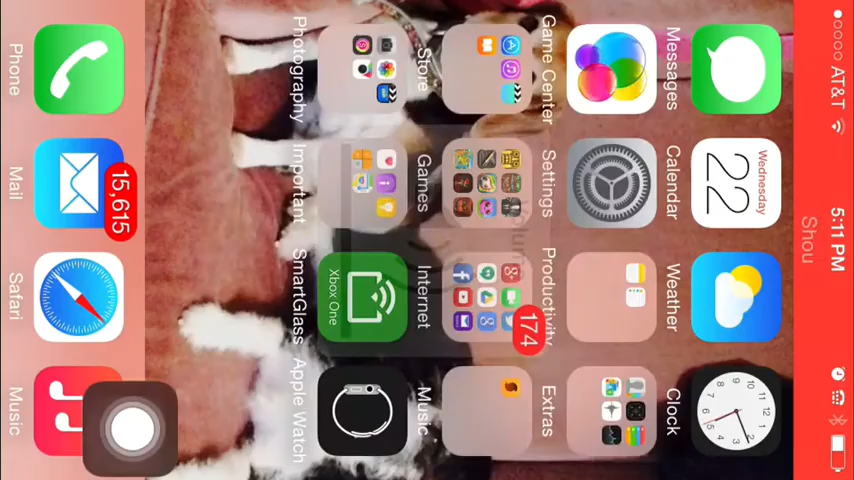 AT&T 5:11 PM
Shou
Messages Calendar Weather Clock
Wednesday
22
Game Center Settings Productivity Extras
Store Games Internet Music
174
Photography Important SmartGlass Apple Watch
Xbox One
Phone Mail Safari Music
15,615